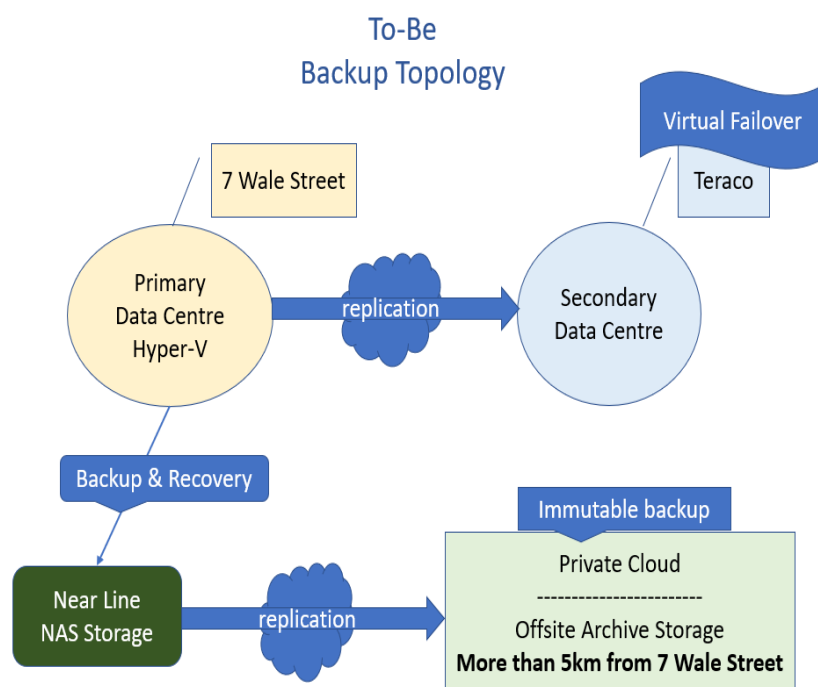 To-Be
Backup Topology
Virtual Failover
7 Wale Street
Teraco
Primary
Data Centre
Hyper-V
replication
Secondary
Data Centre
Backup & Recovery
Immutable backup
Near Line
NAS Storage
replication
Private Cloud
------------------------
Offsite Archive Storage
More than 5km from 7 Wale Street